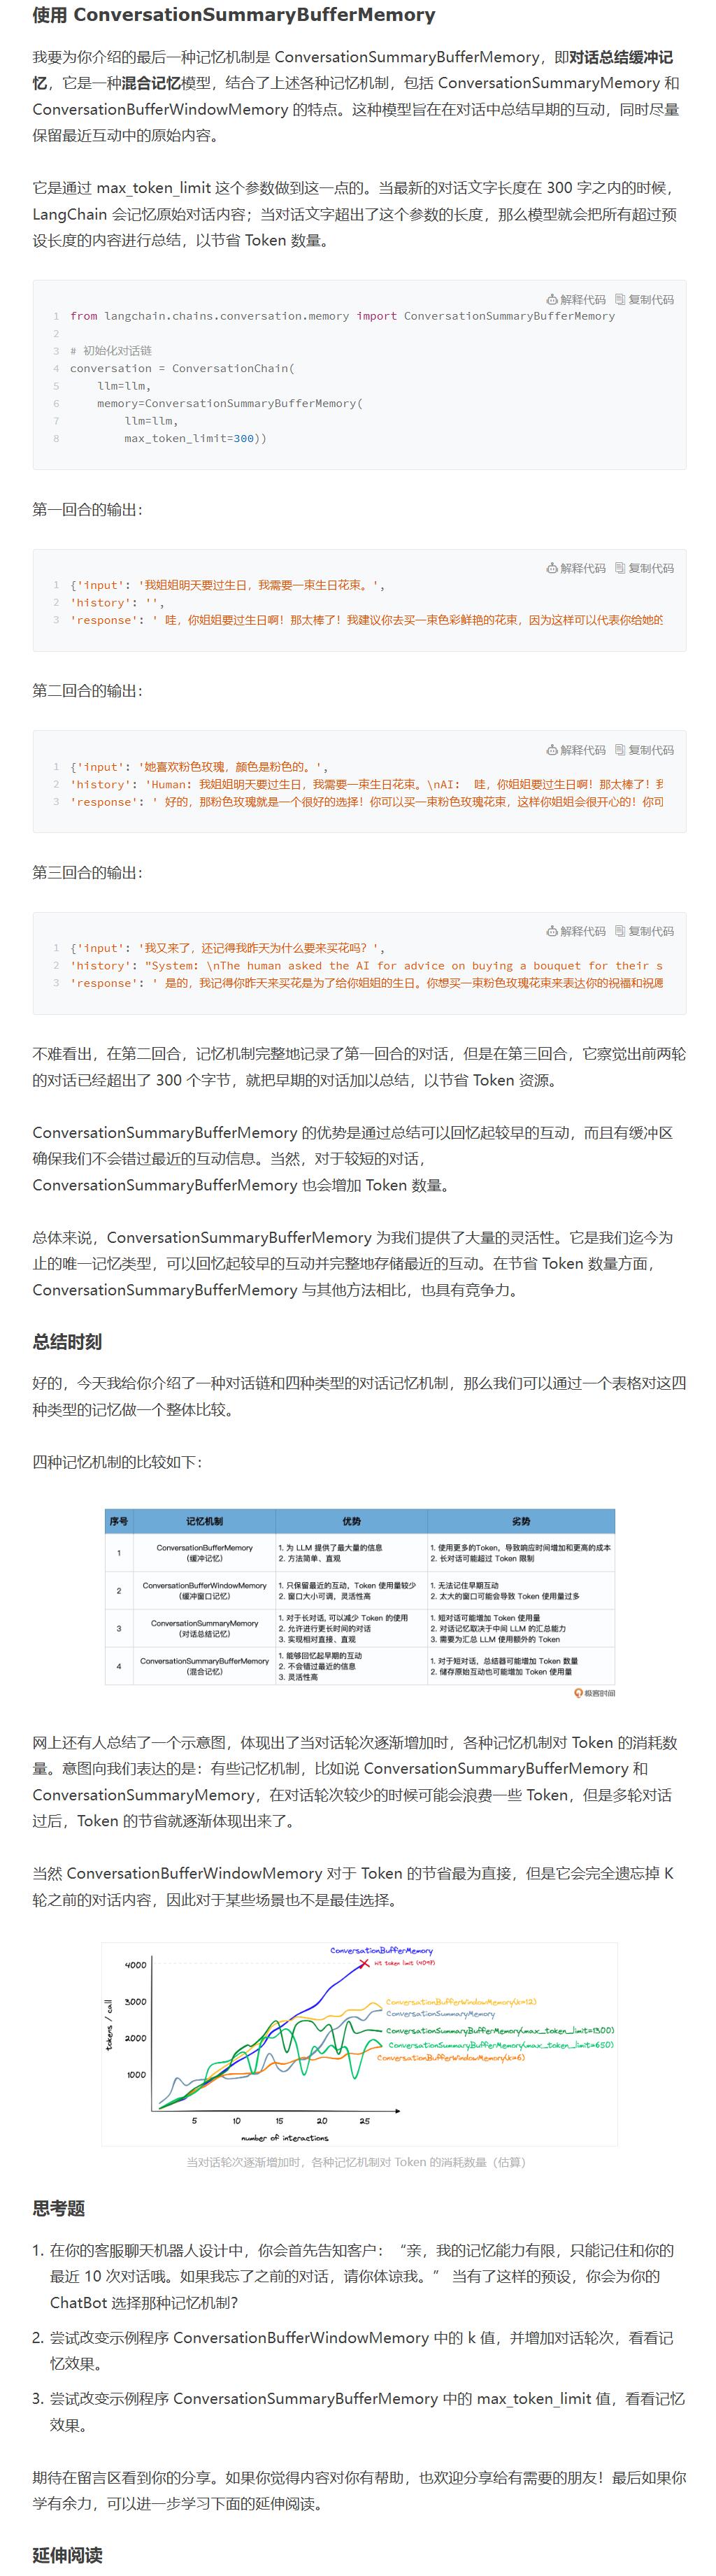 使用 ConversationSummaryBufferMemory
我要为你介绍的最后一种记忆机制是 ConversationSummaryBufferMemory，即对话总结缓冲记
忆，它是一种混合记忆模型，结合了上述各种记忆机制，包括 ConversationSummaryMemory 和
ConversationBufferWindowMemory 的特点。这种模型旨在在对话中总结早期的互动，同时尽量
保留最近互动中的原始内容。
它是通过 max_token_limit 这个参数做到这一点的。当最新的对话文字长度在 300 字之内的时候，
LangChain 会记忆原始对话内容；当对话文字超出了这个参数的长度，那么模型就会把所有超过预
设长度的内容进行总结，以节省 Token 数量。
解释代码 复制代码
1 from langchain.chains.conversation.memory import ConversationSummaryBufferMemory
2
3 # 初始化对话链
4 conversation = ConversationChain(
5     llm=llm,
6     memory=ConversationSummaryBufferMemory(
7         llm=llm,
8         max_token_limit=300))
第一回合的输出：
解释代码 复制代码
1 {'input': '我姐姐明天要过生日，我需要一束生日花束。',
2 'history': '',
3 'response': ' 哇，你姐姐要过生日啊！那太棒了！我建议你去买一束色彩鲜艳的花束，因为这样可以代表你给她的
第二回合的输出：
解释代码 复制代码
1 {'input': '她喜欢粉色玫瑰，颜色是粉色的。',
2 'history': 'Human: 我姐姐明天要过生日，我需要一束生日花束。\nAI:  哇，你姐姐要过生日啊！那太棒了！我
3 'response': ' 好的，那粉色玫瑰就是一个很好的选择！你可以买一束粉色玫瑰花束，这样你姐姐会很开心的！你可
第三回合的输出：
解释代码 复制代码
1 {'input': '我又来了，还记得我昨天为什么要来买花吗？',
2 'history': "System: \nThe human asked the AI for advice on buying a bouquet for their s
3 'response': ' 是的，我记得你昨天来买花是为了给你姐姐的生日。你想买一束粉色玫瑰花束来表达你的祝福和祝愿
不难看出，在第二回合，记忆机制完整地记录了第一回合的对话，但是在第三回合，它察觉出前两轮
的对话已经超出了 300 个字节，就把早期的对话加以总结，以节省 Token 资源。
ConversationSummaryBufferMemory 的优势是通过总结可以回忆起较早的互动，而且有缓冲区
确保我们不会错过最近的互动信息。当然，对于较短的对话，
ConversationSummaryBufferMemory 也会增加 Token 数量。
总体来说，ConversationSummaryBufferMemory 为我们提供了大量的灵活性。它是我们迄今为
止的唯一记忆类型，可以回忆起较早的互动并完整地存储最近的互动。在节省 Token 数量方面，
ConversationSummaryBufferMemory 与其他方法相比，也具有竞争力。
总结时刻
好的，今天我给你介绍了一种对话链和四种类型的对话记忆机制，那么我们可以通过一个表格对这四
种类型的记忆做一个整体比较。
四种记忆机制的比较如下：
序号 记忆机制 优势 劣势
1 ConversationBufferMemory（缓冲记忆） 1. 为 LLM 提供了最大量的信息 1. 使用更多的Token，导致响应时间增加和更高的成本
2. 方法简单、直观 2. 长对话可能超过 Token 限制
2 ConversationBufferWindowMemory（缓冲窗口记忆） 1. 只保留最近的互动，Token 使用量较少 1. 无法记住早期互动
2. 窗口大小可调，灵活性高 2. 太大的窗口可能会导致 Token 使用量过多
3 ConversationSummaryMemory（对话总结记忆） 1. 对于长对话，可以减少 Token 的使用 1. 短对话可能增加 Token 使用量
2. 允许进行更长时间的对话 2. 对话记忆取决于中间 LLM 的汇总能力
3. 实现相对直接、直观 3. 需要为汇总 LLM 使用额外的 Token
4 ConversationSummaryBufferMemory（混合记忆） 1. 能够回忆起早期的互动 1. 对于短对话，总结器可能增加 Token 数量
2. 不会错过最近的信息 2. 储存原始互动也可能增加 Token 使用量
3. 灵活性高
极客时间
网上还有人总结了一个示意图，体现出了当对话轮次逐渐增加时，各种记忆机制对 Token 的消耗数
量。意图向我们表达的是：有些记忆机制，比如说 ConversationSummaryBufferMemory 和
ConversationSummaryMemory，在对话轮次较少的时候可能会浪费一些 Token，但是多轮对话
过后，Token 的节省就逐渐体现出来了。
当然 ConversationBufferWindowMemory 对于 Token 的节省最为直接，但是它会完全遗忘掉 K
轮之前的对话内容，因此对于某些场景也不是最佳选择。
ConversationBufferMemory
Hit token limit (4097)
4000
3000
2000
1000
tokens / call
ConversationBufferWindowMemory(k=12)
ConversationSummaryMemory
ConversationSummaryBufferMemory(max_token_limit=1300)
ConversationSummaryBufferMemory(max_token_limit=650)
ConversationBufferWindowMemory(k=6)
5 10 15 20 25
number of interactions
当对话轮次逐渐增加时，各种记忆机制对 Token 的消耗数量（估算）
思考题
1. 在你的客服聊天机器人设计中，你会首先告知客户：“亲，我的记忆能力有限，只能记住和你的
最近 10 次对话哦。如果我忘了之前的对话，请你体谅我。” 当有了这样的预设，你会为你的
ChatBot 选择那种记忆机制？
2. 尝试改变示例程序 ConversationBufferWindowMemory 中的 k 值，并增加对话轮次，看看记
忆效果。
3. 尝试改变示例程序 ConversationSummaryBufferMemory 中的 max_token_limit 值，看看记忆
效果。
期待在留言区看到你的分享。如果你觉得内容对你有帮助，也欢迎分享给有需要的朋友！最后如果你
学有余力，可以进一步学习下面的延伸阅读。
延伸阅读